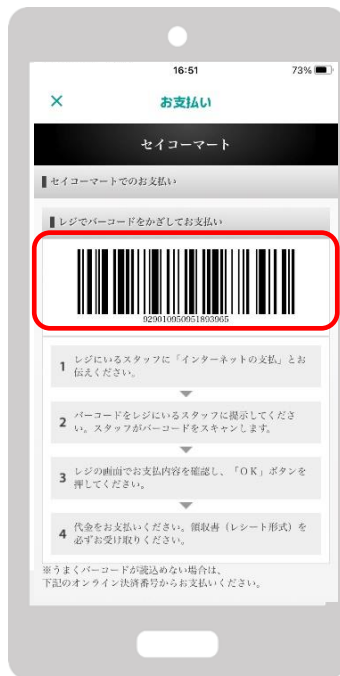 16:51 73%
× お支払い
セイコーマート
セイコーマートでのお支払い
レジでバーコードをかざしてお支払い
929010950951893965
1 レジにいるスタッフに「インターネットの支払」とお
伝えください。
2 バーコードをレジにいるスタッフに提示してくださ
い。スタッフがバーコードをスキャンします。
3 レジの画面でお支払内容を確認し、「OK」ボタンを
押してください。
4 代金をお支払いください。領収書（レシート形式）を
必ずお受け取りください。
※うまくバーコードが読込めない場合は、
下記のオンライン決済番号からお支払いください。